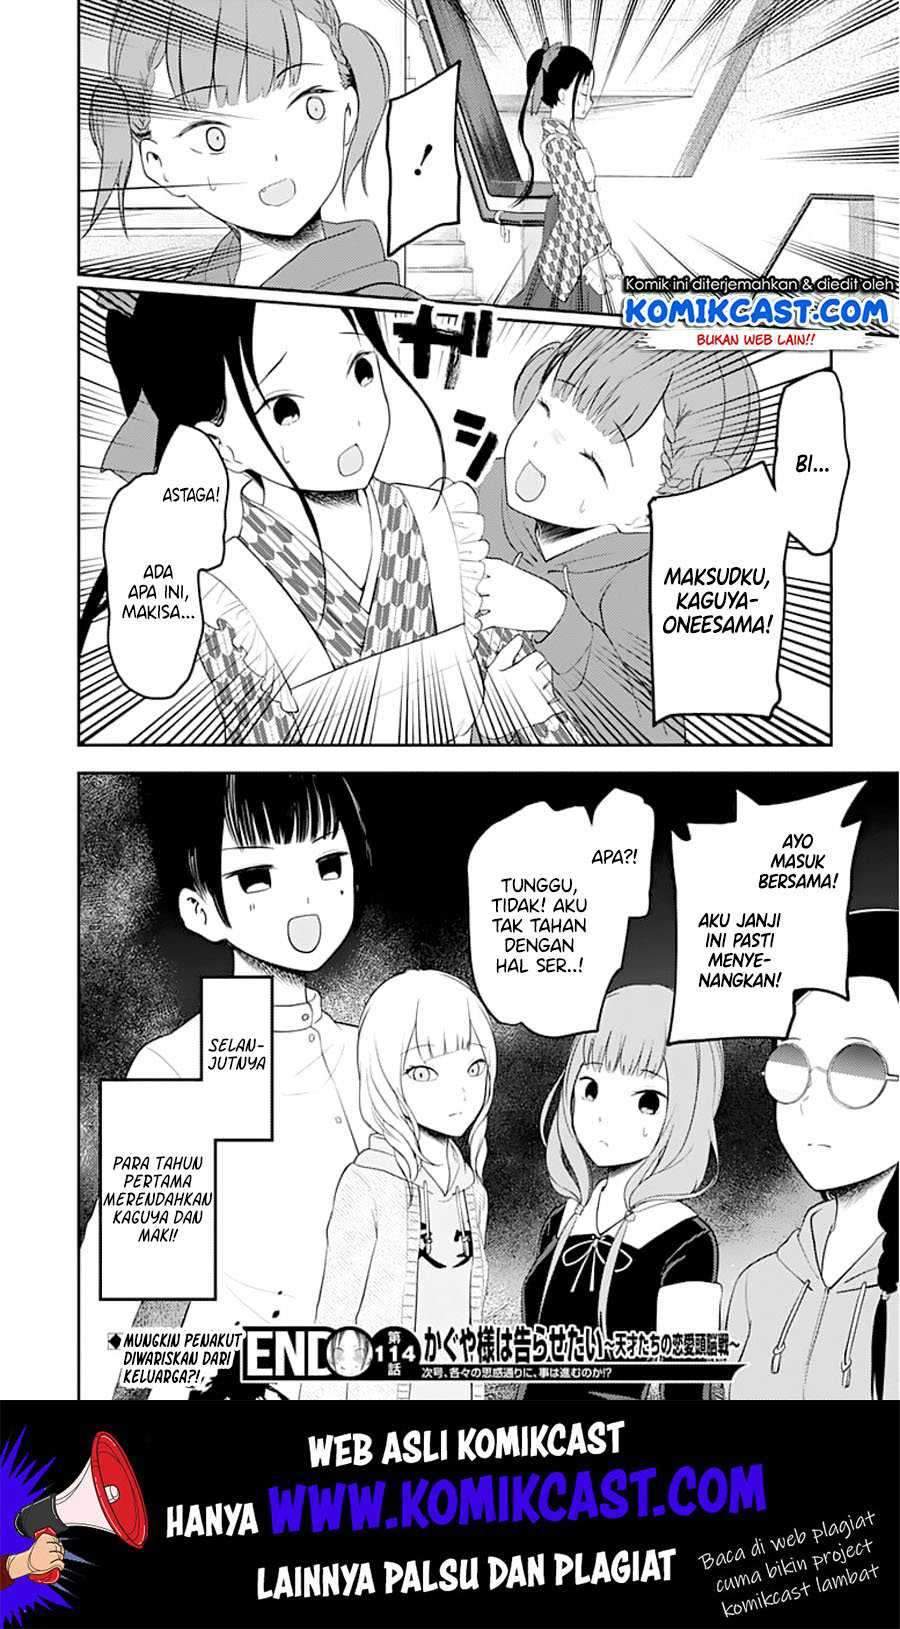 !
Komik ini diterjemahkan & diedit oleh
KOMIKCAST.COM
BUKAN WEB LAIN!!
BI...
MAKSUDKU,
KAGUYA-
ONEESAMA!
ASTAGA!
ADA
APA INI,
MAKISA...
AYO
MASUK
BERSAMA!
AKU JANJI
INI PASTI
MENYE-
NANGKAN!
APA?!
TUNGGU,
TIDAK! AKU
TAK TAHAN
DENGAN
HAL SER..!
SELAN-
JUTNYA
PARA TAHUN
PERTAMA
MERENDAHKAN
KAGUYA DAN
MAKI!
◆MUNGKIN PENAKUT
DIWARISKAN DARI
KELUARGA?!
END
第114話
かぐや様は告らせたい~天才たちの恋愛頭脳戦~
次号、各々の思惑通りに、事は進むのか!?
WEB ASLI KOMIKCAST
HANYA WWW.KOMIKCAST.COM
LAINNYA PALSU DAN PLAGIAT
Baca di web plagiat
cuma bikin project
komikcast lambat